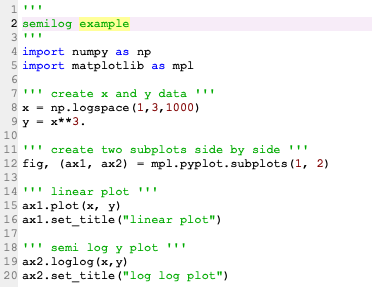 1 '''
2 semilog example
3 '''
4 import numpy as np
5 import matplotlib as mpl
6
7 ''' create x and y data '''
8 x = np.logspace(1,3,1000)
9 y = x**3.
10
11 ''' create two subplots side by side '''
12 fig, (ax1, ax2) = mpl.pyplot.subplots(1, 2)
13
14 ''' linear plot '''
15 ax1.plot(x, y)
16 ax1.set_title("linear plot")
17
18 ''' semi log y plot '''
19 ax2.loglog(x,y)
20 ax2.set_title("log log plot")